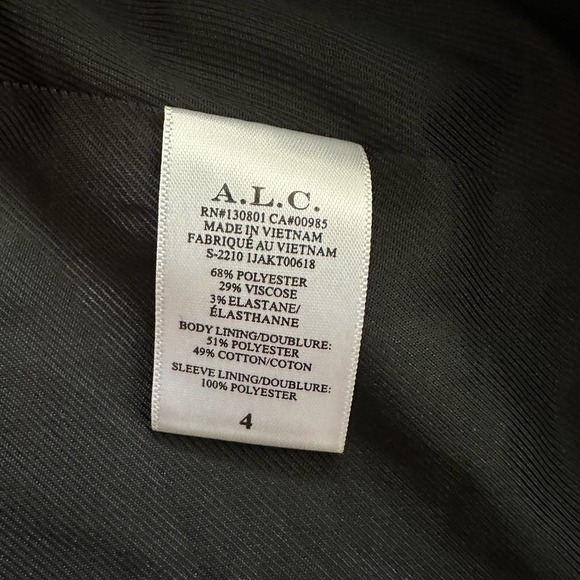 A.L.C.
RN#130801 CA#00985
MADE IN VIETNAM
FABRIQUÉ AU VIETNAM
S-2210 1JAKT00618
68% POLYESTER
29% VISCOSE
3% ELASTANE/
ÉLASTHANNE
BODY LINING/DOUBLURE:
51% POLYESTER
49% COTTON/COTON
SLEEVE LINING/DOUBLURE:
100% POLYESTER
4